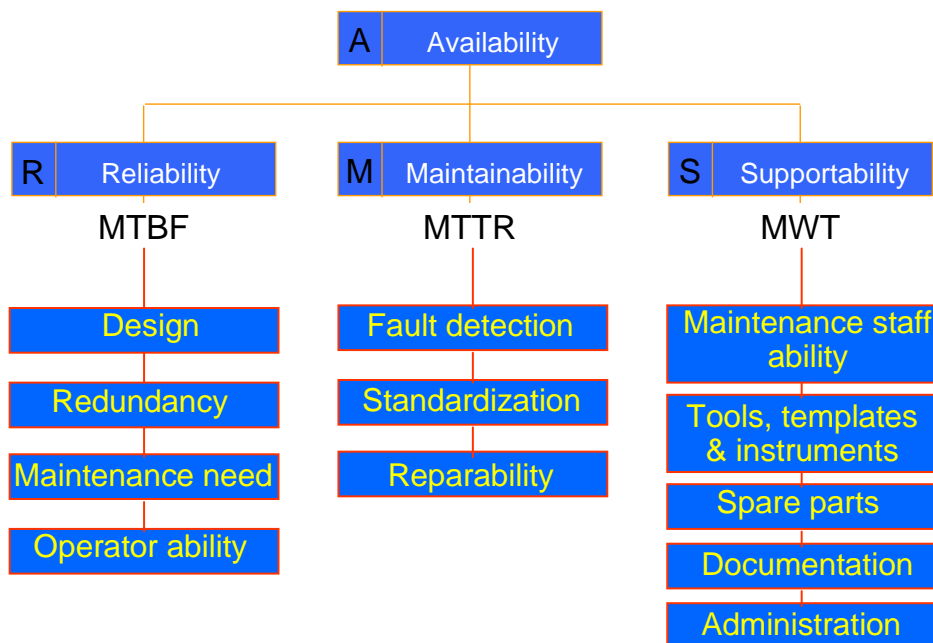 A Availability
R Reliability
M Maintainability
S Supportability
MTBF
MTTR
MWT
Design
Redundancy
Maintenance need
Operator ability
Fault detection
Standardization
Reparability
Maintenance staff
ability
Tools, templates
& instruments
Spare parts
Documentation
Administration